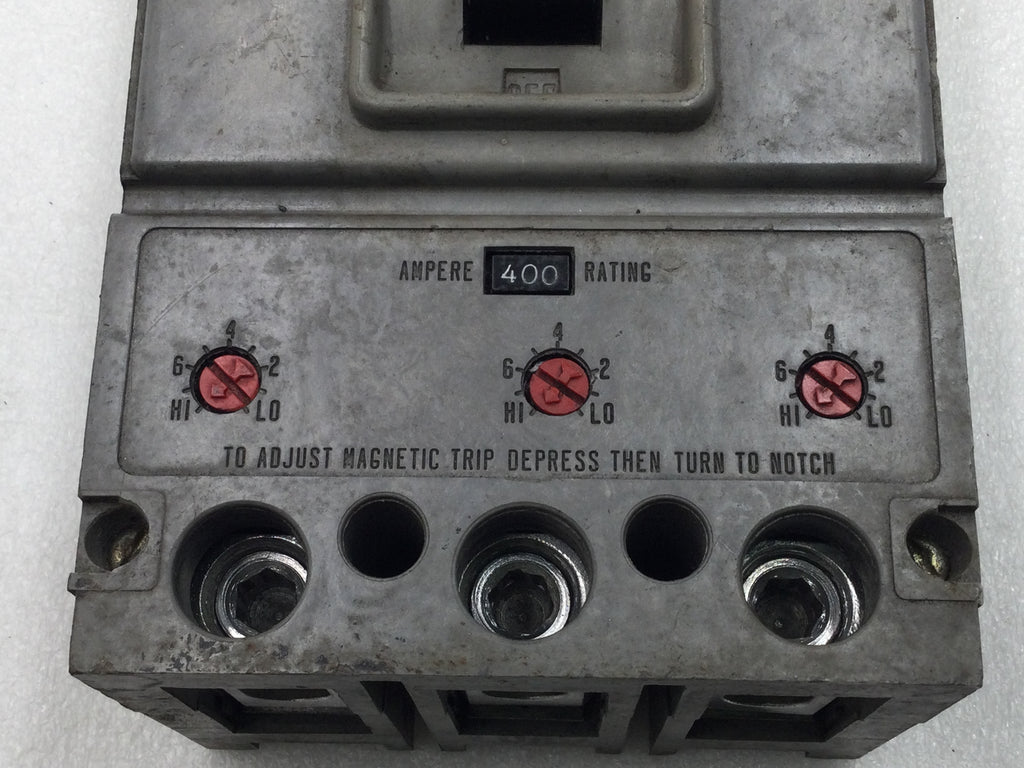 OFF
AMPERE 400 RATING
4 4 4
6 2 6 2 6 2
HI LO HI LO HI LO
TO ADJUST MAGNETIC TRIP DEPRESS THEN TURN TO NOTCH